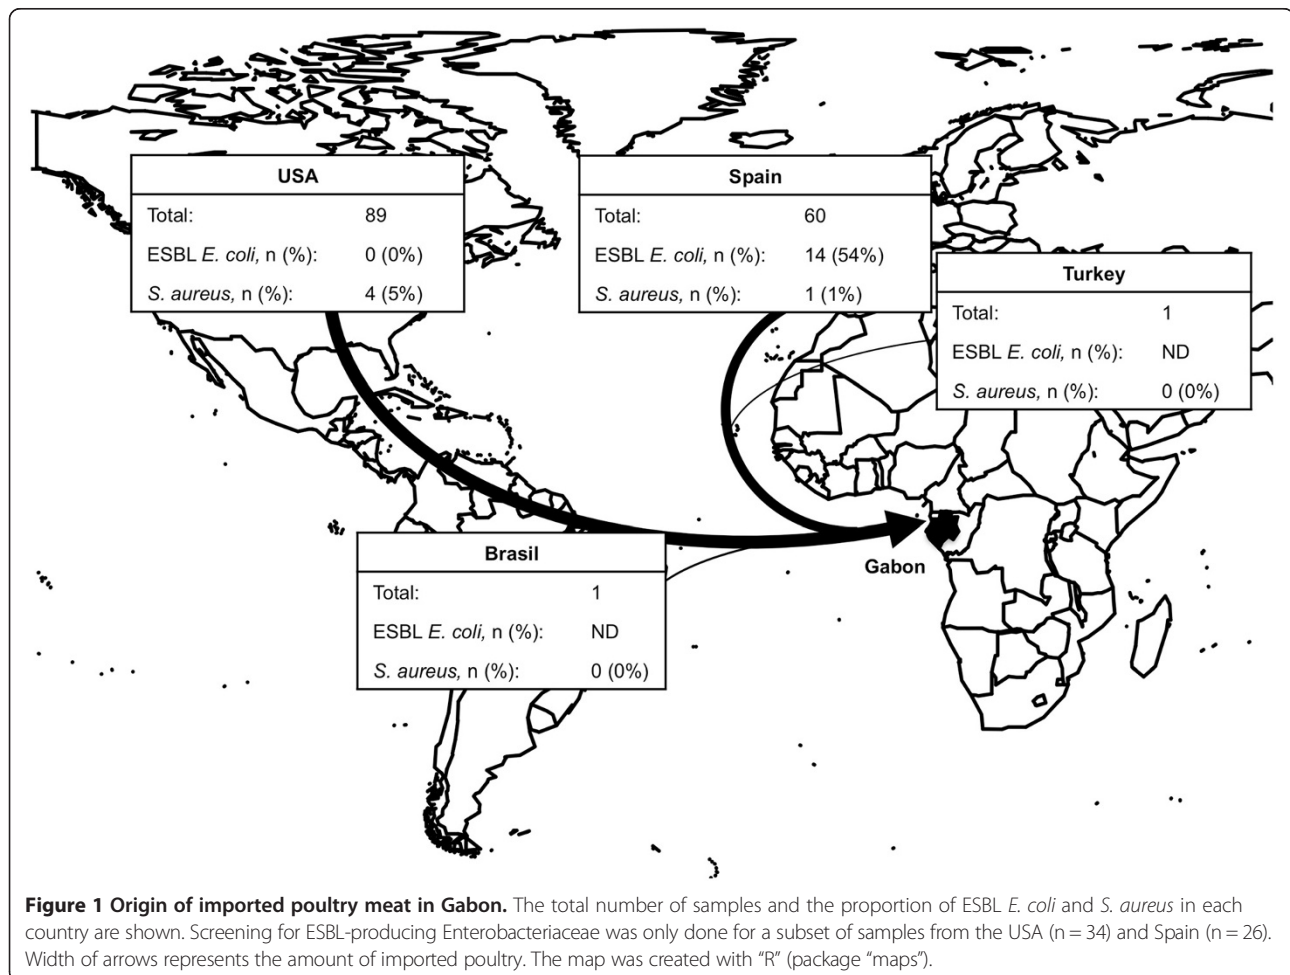 USA
Total: 89
ESBL E. coli, n (%): 0 (0%)
S. aureus, n (%): 4 (5%)
Spain
Total: 60
ESBL E. coli, n (%): 14 (54%)
S. aureus, n (%): 1 (1%)
Turkey
Total: 1
ESBL E. coli, n (%): ND
S. aureus, n (%): 0 (0%)
Brasil
Total: 1
ESBL E. coli, n (%): ND
S. aureus, n (%): 0 (0%)
Gabon
Figure 1 Origin of imported poultry meat in Gabon. The total number of samples and the proportion of ESBL E. coli and S. aureus in each
country are shown. Screening for ESBL-producing Enterobacteriaceae was only done for a subset of samples from the USA (n = 34) and Spain (n = 26).
Width of arrows represents the amount of imported poultry. The map was created with “R” (package “maps”).